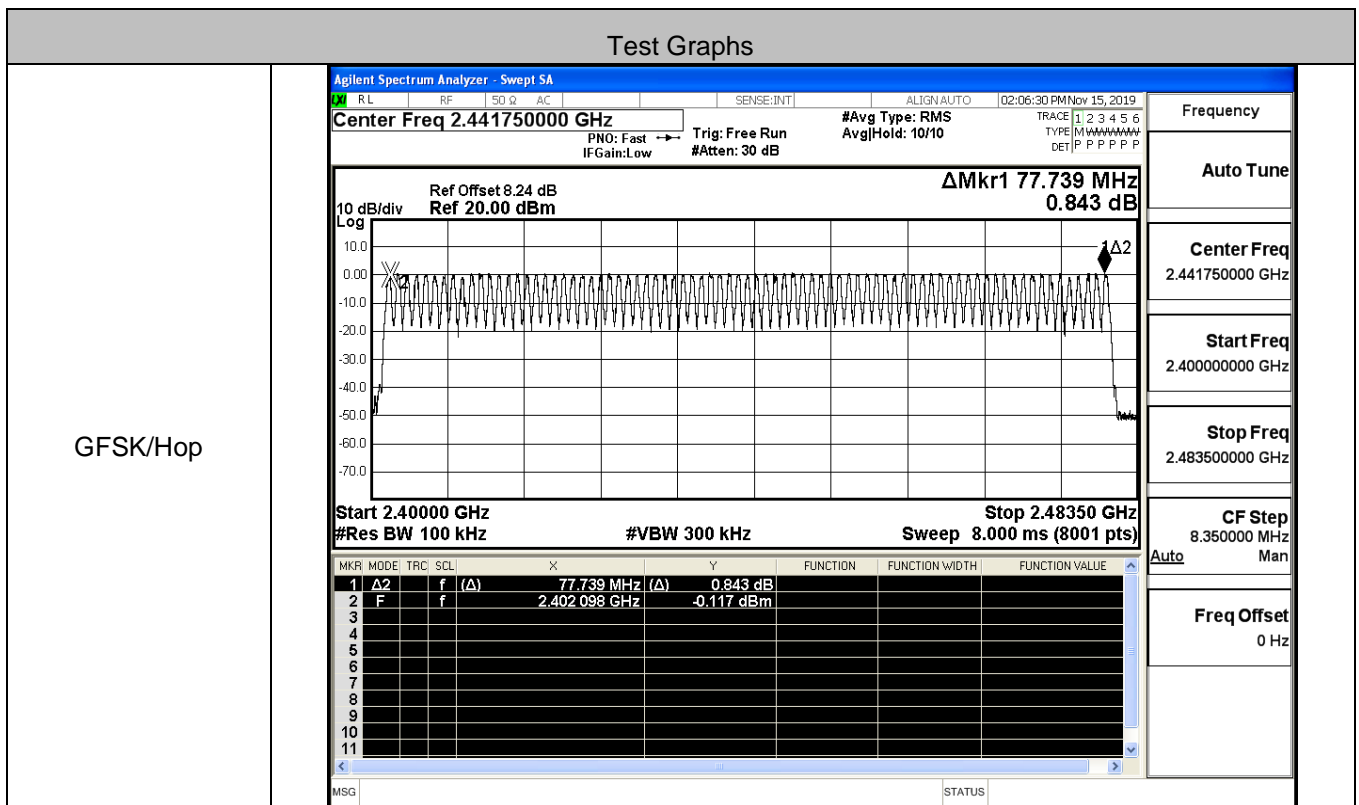 Test Graphs
GFSK/Hop
Agilent Spectrum Analyzer - Swept SA
LXI RL RF 50 Ω AC SENSE:INT ALIGN AUTO 02:06:30 PM Nov 15, 2019
Center Freq 2.441750000 GHz
PNO: Fast
IFGain:Low
Trig: Free Run
#Atten: 30 dB
#Avg Type: RMS
Avg|Hold: 10/10
TRACE 1 2 3 4 5 6
TYPE M W W W W W
DET P P P P P P
Ref Offset 8.24 dB
10 dB/div Ref 20.00 dBm
Log
ΔMkr1 77.739 MHz
0.843 dB
10.0
0.00
-10.0
-20.0
-30.0
-40.0
-50.0
-60.0
-70.0
1Δ2
2
Start 2.40000 GHz Stop 2.48350 GHz
#Res BW 100 kHz #VBW 300 kHz Sweep 8.000 ms (8001 pts)
MKR MODE TRC SCL X Y FUNCTION FUNCTION WIDTH FUNCTION VALUE
1 Δ2 f (Δ) 77.739 MHz (Δ) 0.843 dB
2 F f 2.402 098 GHz -0.117 dBm
3
4
5
6
7
8
9
10
11
MSG STATUS
Frequency
Auto Tune
Center Freq
2.441750000 GHz
Start Freq
2.400000000 GHz
Stop Freq
2.483500000 GHz
CF Step
8.350000 MHz
Auto Man
Freq Offset
0 Hz